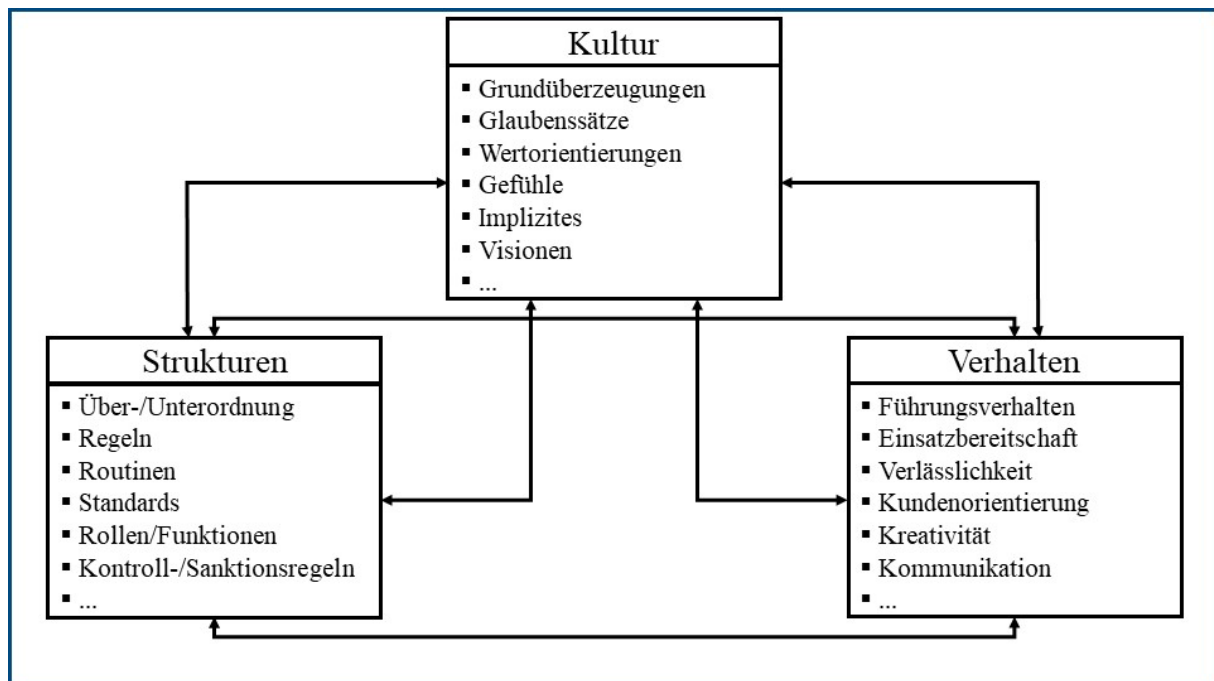 Kultur
▪ Grundüberzeugungen
▪ Glaubenssätze
▪ Wertorientierungen
▪ Gefühle
▪ Implizites
▪ Visionen
▪ ...
Strukturen
▪ Über-/Unterordnung
▪ Regeln
▪ Routinen
▪ Standards
▪ Rollen/Funktionen
▪ Kontroll-/Sanktionsregeln
▪ ...
Verhalten
▪ Führungsverhalten
▪ Einsatzbereitschaft
▪ Verlässlichkeit
▪ Kundenorientierung
▪ Kreativität
▪ Kommunikation
▪ ...